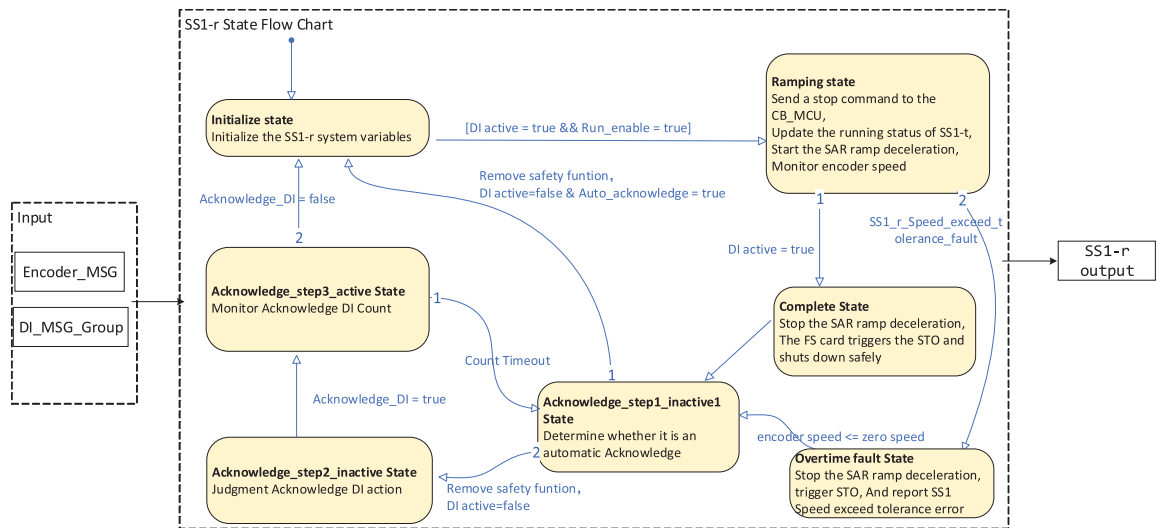 SS1-r State Flow Chart
Initialize state
Initialize the SS1-r system variables
[DI active = true && Run_enable = true]
Ramping state
Send a stop command to the
CB_MCU,
Update the running status of SS1-t,
Start the SAR ramp deceleration,
Monitor encoder speed
1
2
Remove safety funtion,
DI active=false & Auto_acknowledge = true
Acknowledge_DI = false
2
Input
Encoder_MSG
DI_MSG_Group
SS1_r_Speed_exceed_t
olerance_fault
DI active = true
SS1-r
output
Acknowledge_step3_active State
Monitor Acknowledge DI Count
1
Complete State
Stop the SAR ramp deceleration,
The FS card triggers the STO and
shuts down safely
Count Timeout
1
Acknowledge_step1_inactive1
State
Determine whether it is an
automatic Acknowledge
2
Acknowledge_DI = true
encoder speed <= zero speed
Acknowledge_step2_inactive State
Judgment Acknowledge DI action
Remove safety funtion,
DI active=false
Overtime fault State
Stop the SAR ramp deceleration,
trigger STO, And report SS1
Speed exceed tolerance error